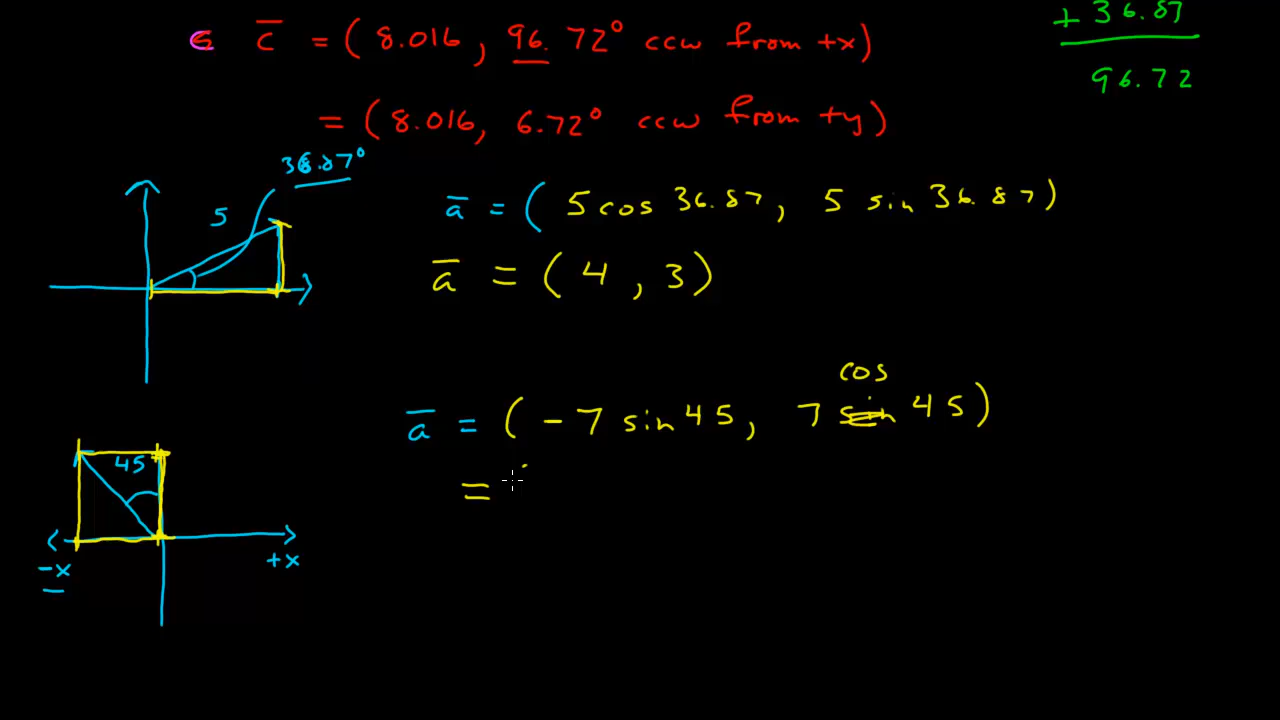 + 36.87
96.72
c̅ = (8.016, 96.72° ccw from +x)
= (8.016, 6.72° ccw from +y)
36.87°
5
a̅ = (5 cos 36.87, 5 sin 36.87)
a̅ = (4, 3)
cos
a̅ = (-7 sin 45, 7 sin 45)
=
45
-x
+x